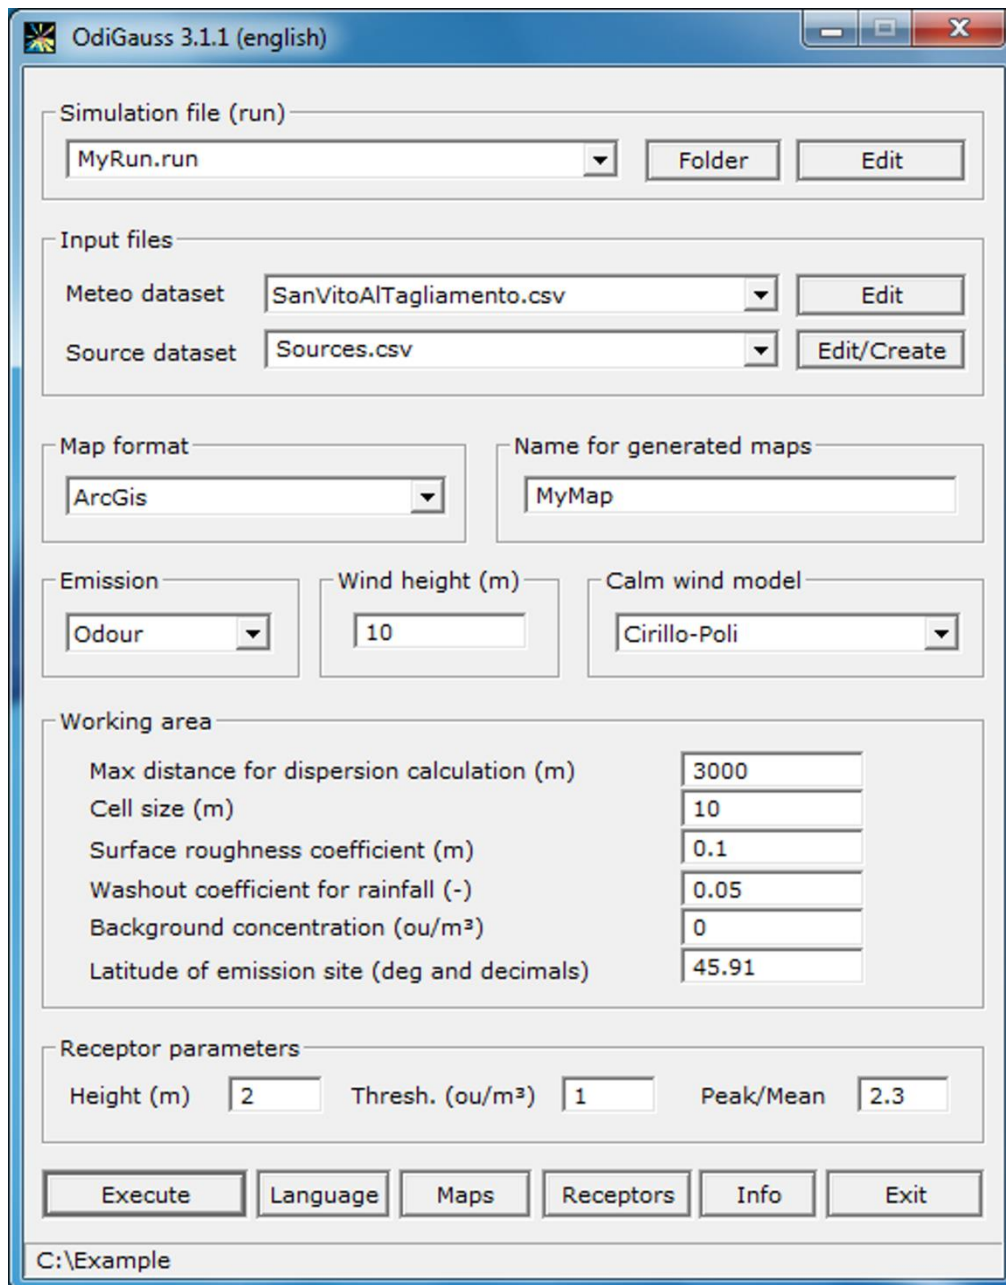 OdiGauss 3.1.1 (english)
Simulation file (run)
MyRun.run Folder Edit
Input files
Meteo dataset SanVitoAlTagliamento.csv Edit
Source dataset Sources.csv Edit/Create
Map format Name for generated maps
ArcGis MyMap
Emission Wind height (m) Calm wind model
Odour 10 Cirillo-Poli
Working area
Max distance for dispersion calculation (m) 3000
Cell size (m) 10
Surface roughness coefficient (m) 0.1
Washout coefficient for rainfall (-) 0.05
Background concentration (ou/m³) 0
Latitude of emission site (deg and decimals) 45.91
Receptor parameters
Height (m) 2 Thresh. (ou/m³) 1 Peak/Mean 2.3
Execute Language Maps Receptors Info Exit
C:\Example